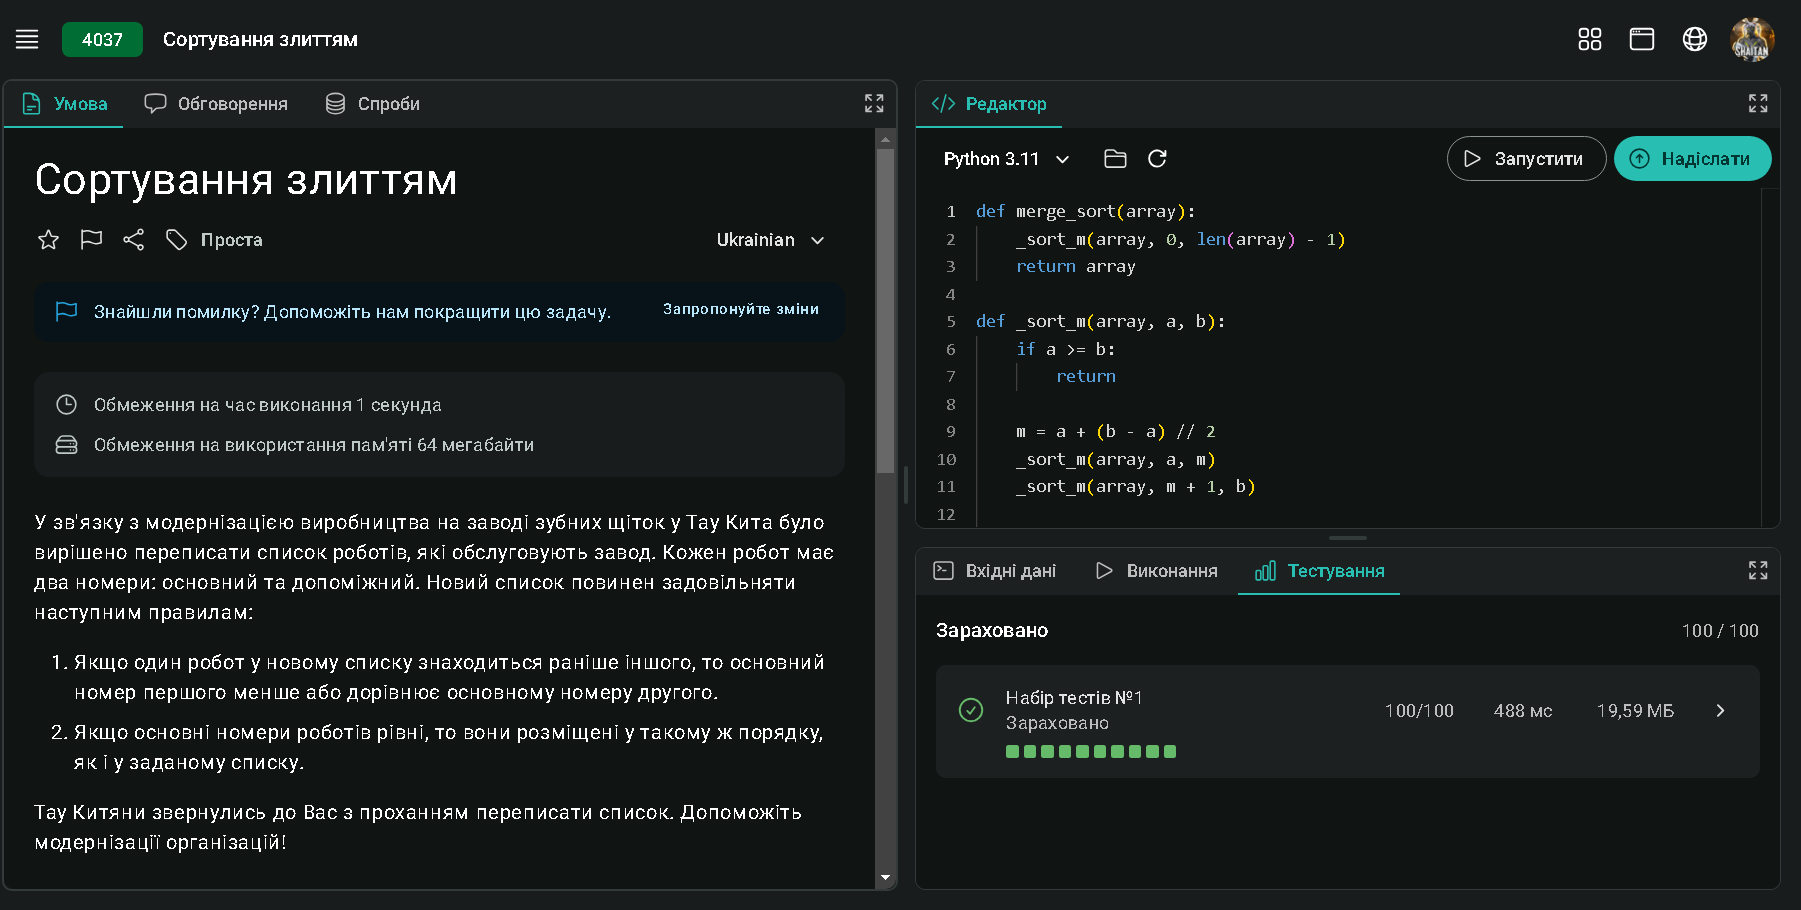 4037 Сортування злиттям
SHAITAN
Умова Обговорення Спроби
Сортування злиттям
Проста
Ukrainian
Знайшли помилку? Допоможіть нам покращити цю задачу. Запропонуйте зміни
Обмеження на час виконання 1 секунда
Обмеження на використання пам'яті 64 мегабайти
У зв'язку з модернізацією виробництва на заводі зубних щіток у Тау Кита було
вирішено переписати список роботів, які обслуговують завод. Кожен робот має
два номери: основний та допоміжний. Новий список повинен задовільняти
наступним правилам:
1. Якщо один робот у новому списку знаходиться раніше іншого, то основний
номер першого менше або дорівнює основному номеру другого.
2. Якщо основні номери роботів рівні, то вони розміщені у такому ж порядку,
як і у заданому списку.
Тау Китяни звернулись до Вас з проханням переписати список. Допоможіть
модернізації організацій!
Редактор
Python 3.11
Запустити
Надіслати
1 def merge_sort(array):
2 _sort_m(array, 0, len(array) - 1)
3 return array
4
5 def _sort_m(array, a, b):
6 if a >= b:
7 return
8
9 m = a + (b - a) // 2
10 _sort_m(array, a, m)
11 _sort_m(array, m + 1, b)
12
Вхідні дані Виконання Тестування
Зараховано 100 / 100
Набір тестів №1
Зараховано
100/100 488 мс 19,59 МБ